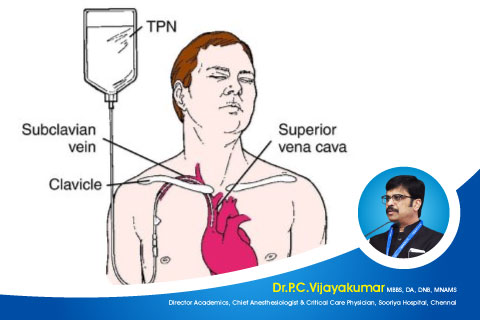 TPN
Subclavian
vein
Superior
vena cava
Clavicle
Dr.P.C.Vijayakumar MBBS, DA, DNB, MNAMS
Director Academics, Chief Anesthesiologist & Critical Care Physician, Sooriya Hospital, Chennai